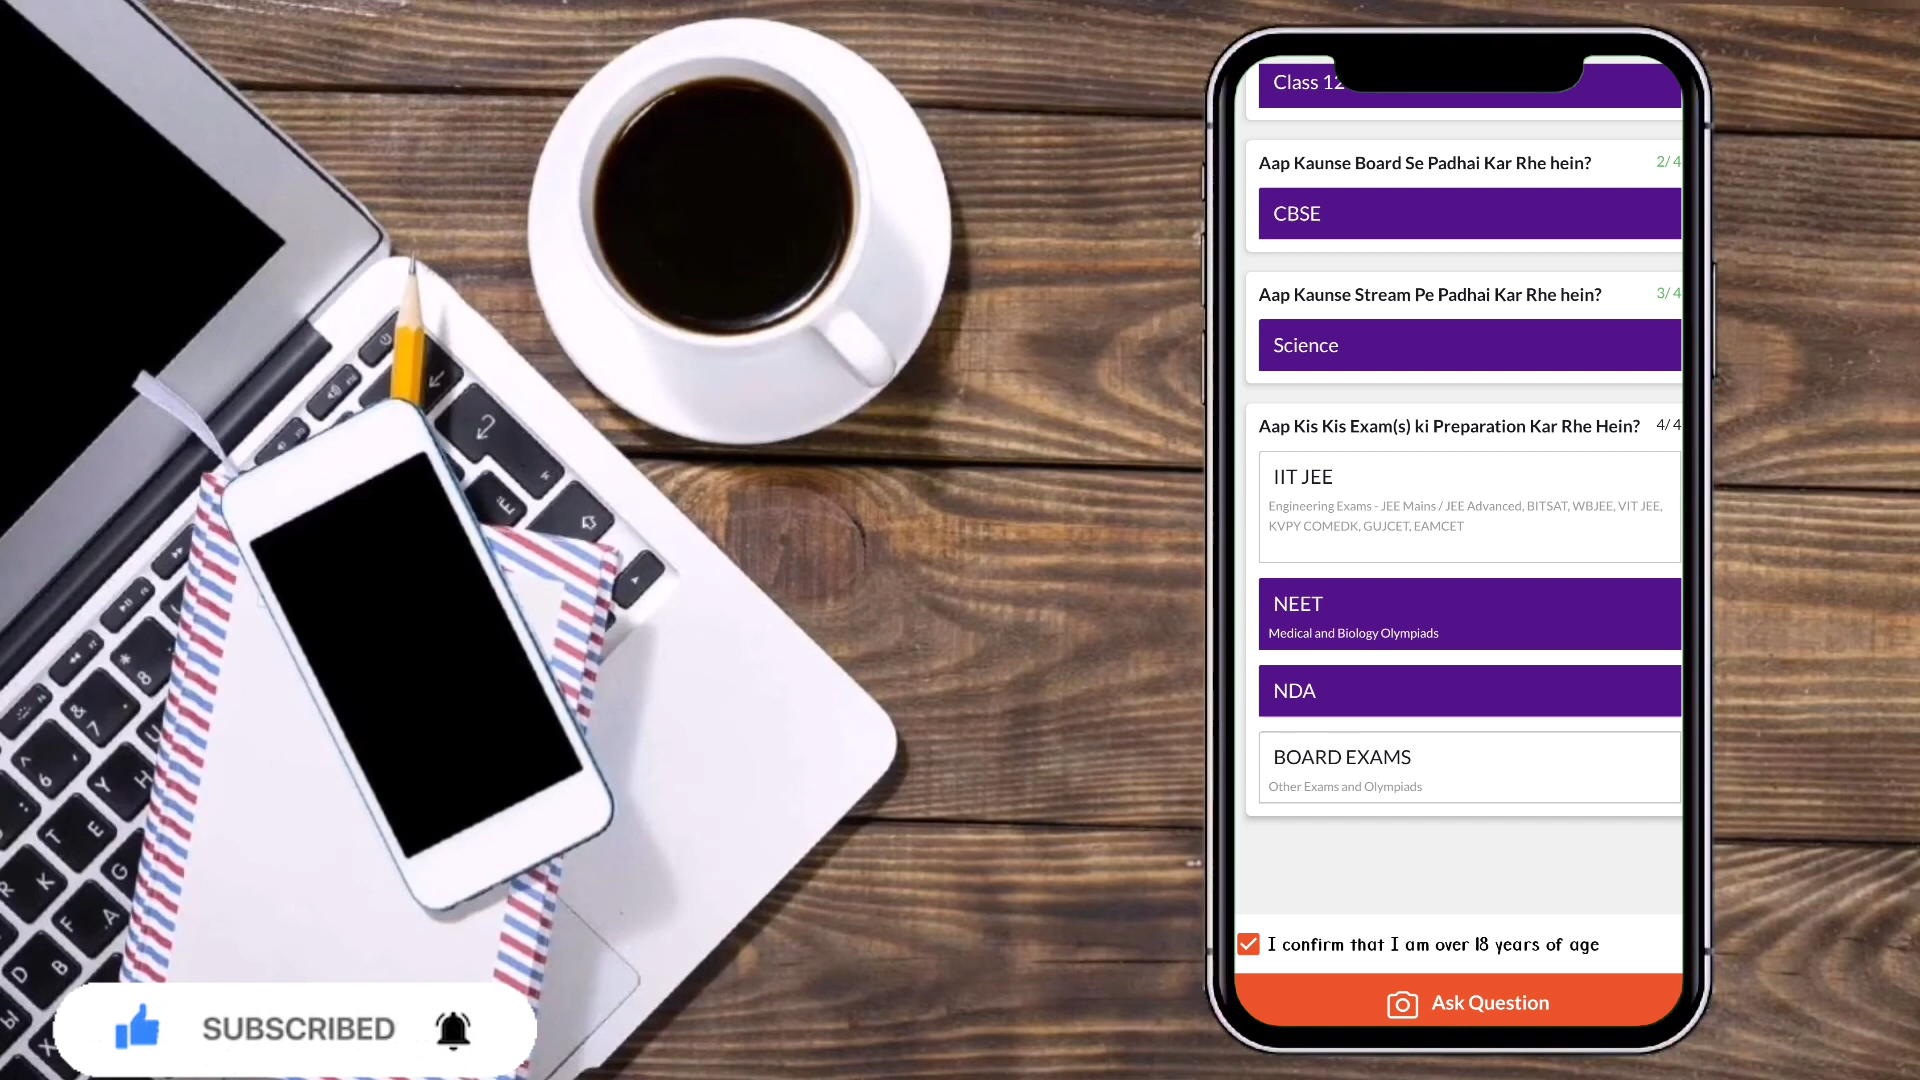 Class 12
Aap Kaunse Board Se Padhai Kar Rhe hein? 2/4
CBSE
Aap Kaunse Stream Pe Padhai Kar Rhe hein? 3/4
Science
Aap Kis Kis Exam(s) ki Preparation Kar Rhe Hein? 4/4
IIT JEE
Engineering Exams - JEE Mains / JEE Advanced, BITSAT, WBJEE, VIT JEE,
KVPY COMEDK, GUJCET, EAMCET
NEET
Medical and Biology Olympiads
NDA
BOARD EXAMS
Other Exams and Olympiads
I confirm that I am over 18 years of age
Ask Question
SUBSCRIBED